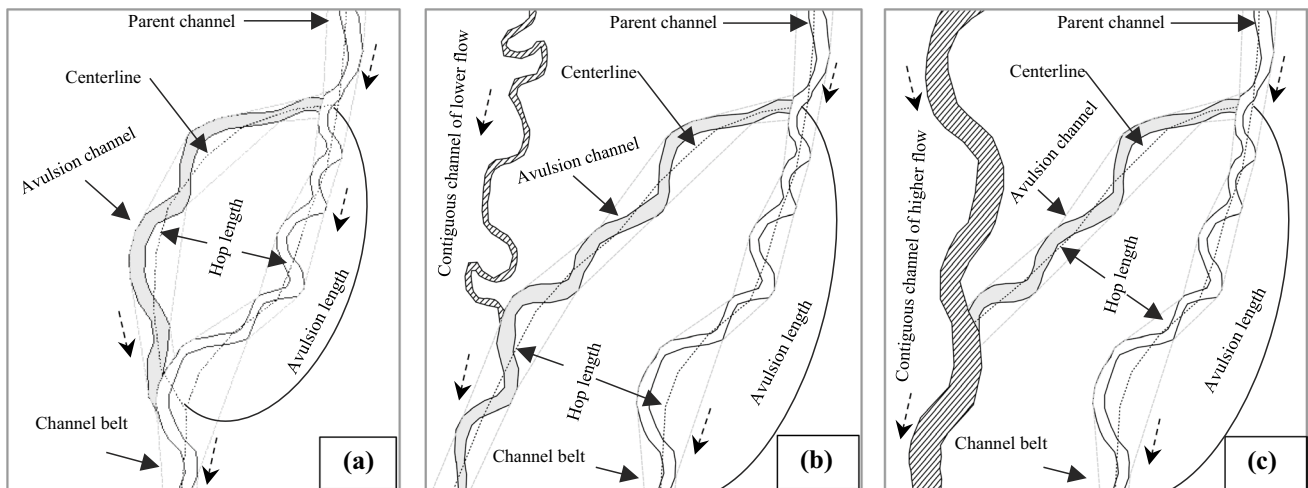 Parent channel
Centerline
Avulsion channel
Hop length
Avulsion length
Channel belt
(a)
Contiguous channel of lower flow
Centerline
Avulsion channel
Hop length
Avulsion length
Channel belt
Parent channel
(b)
Parent channel
Centerline
Avulsion channel
Contiguous channel of higher flow
Hop length
Avulsion length
Channel belt
(c)